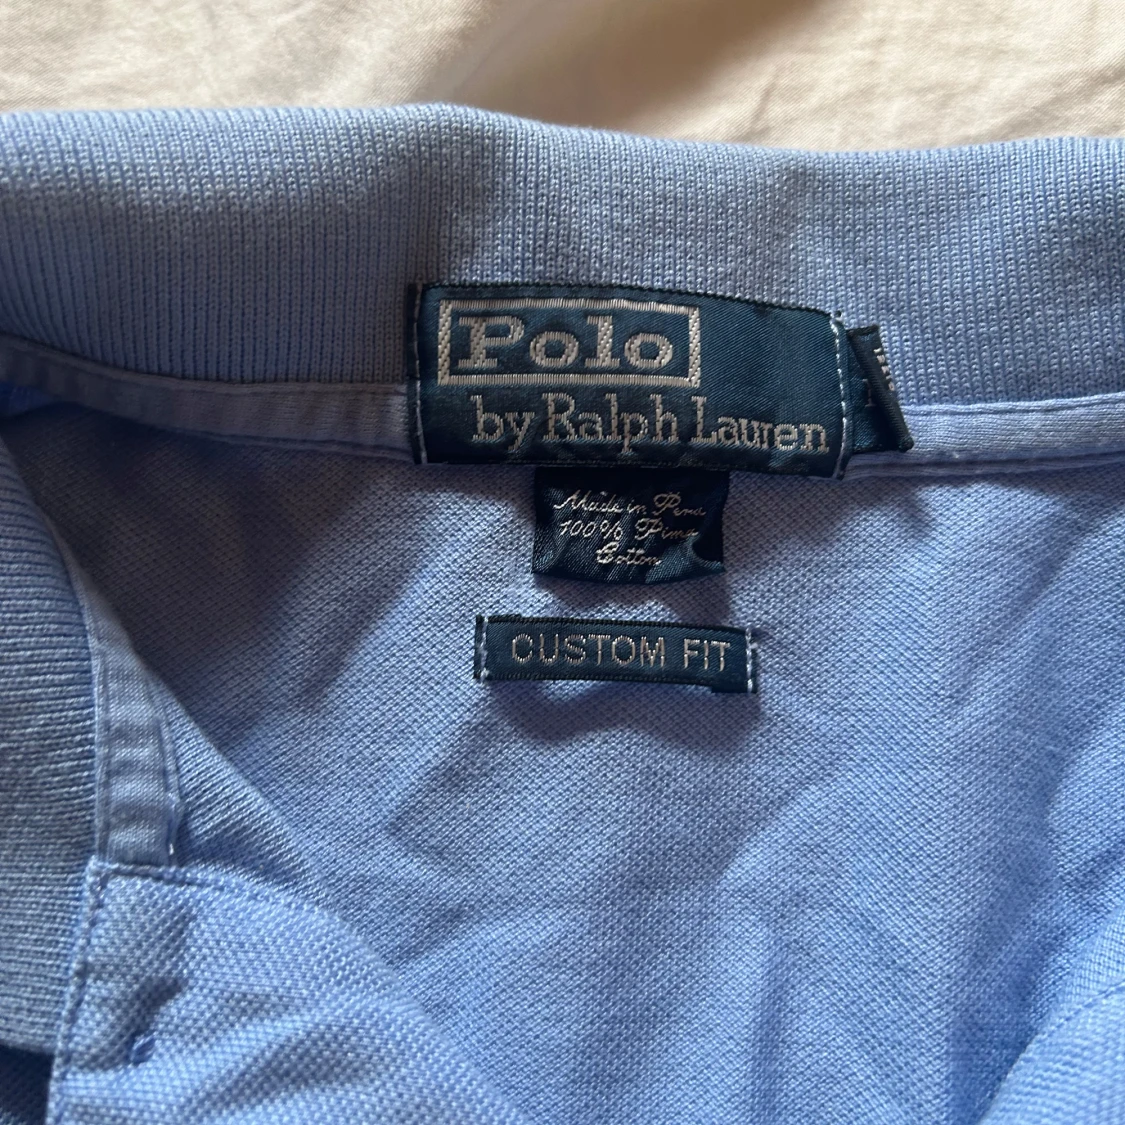 Polo
by Ralph Lauren
Made in Peru
100% Pima
Cotton
CUSTOM FIT